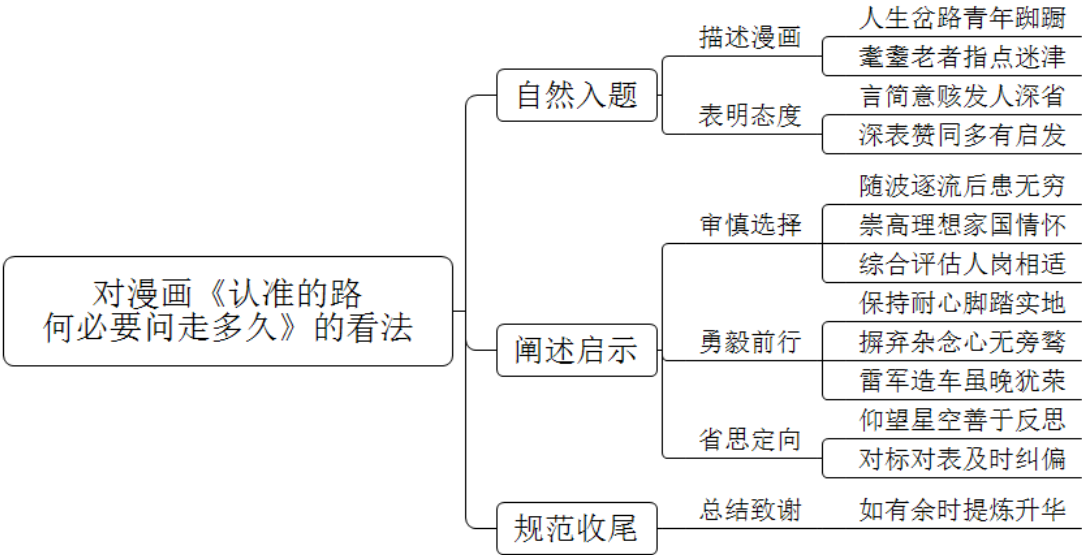 对漫画《认准的路
何必要问走多久》的看法
自然入题
描述漫画
人生岔路青年踟蹰
耄耋老者指点迷津
表明态度
言简意赅发人深省
深表赞同多有启发
阐述启示
审慎选择
随波逐流后患无穷
崇高理想家国情怀
综合评估人岗相适
勇毅前行
保持耐心脚踏实地
摒弃杂念心无旁骛
雷军造车虽晚犹荣
省思定向
仰望星空善于反思
对标对表及时纠偏
规范收尾
总结致谢
如有余时提炼升华